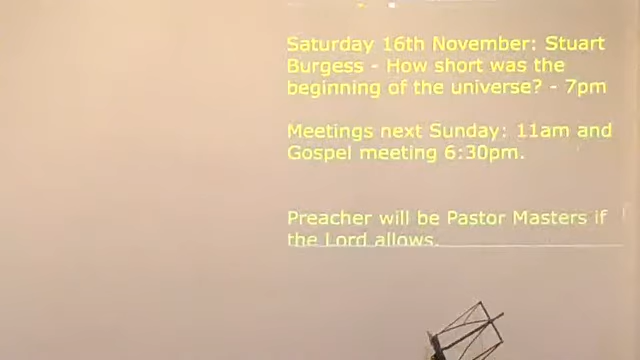 Saturday 16th November: Stuart
Burgess - How short was the
beginning of the universe? - 7pm
Meetings next Sunday: 11am and
Gospel meeting 6:30pm.
Preacher will be Pastor Masters if
the Lord allows.